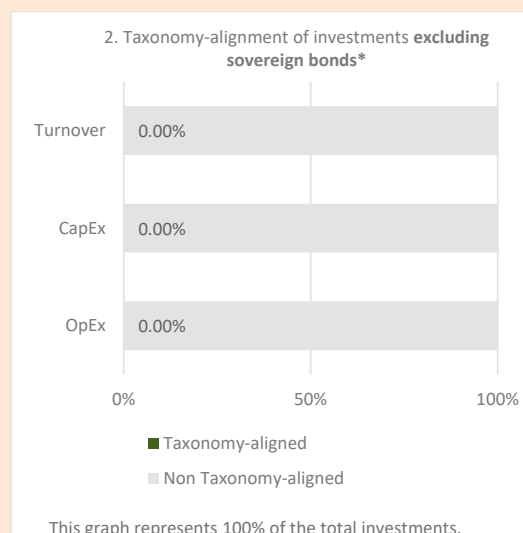 2. Taxonomy-alignment of investments excluding
sovereign bonds*
Turnover
0.00%
CapEx
0.00%
OpEx
0.00%
0%
50%
100%
Taxonomy-aligned
Non Taxonomy-aligned
This graph represents 100% of the total investments.